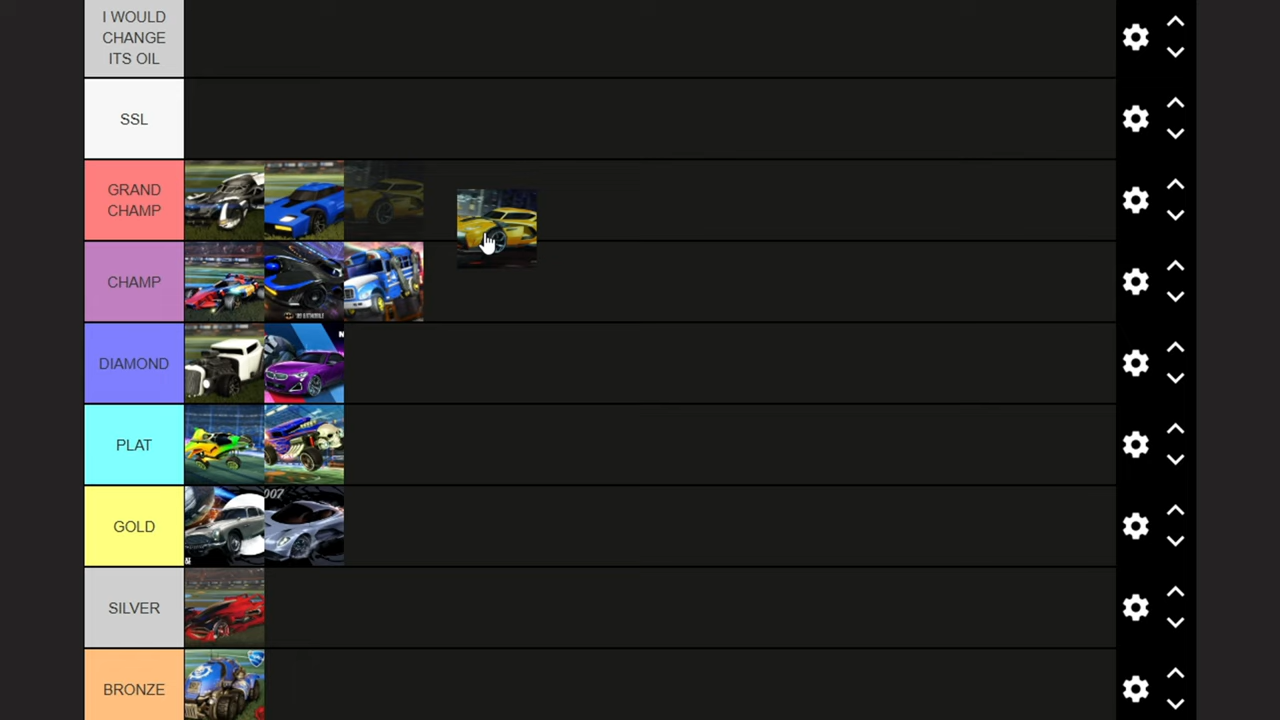 I WOULD
CHANGE
ITS OIL
SSL
GRAND
CHAMP
CHAMP
DIAMOND
PLAT
007
GOLD
SILVER
BRONZE